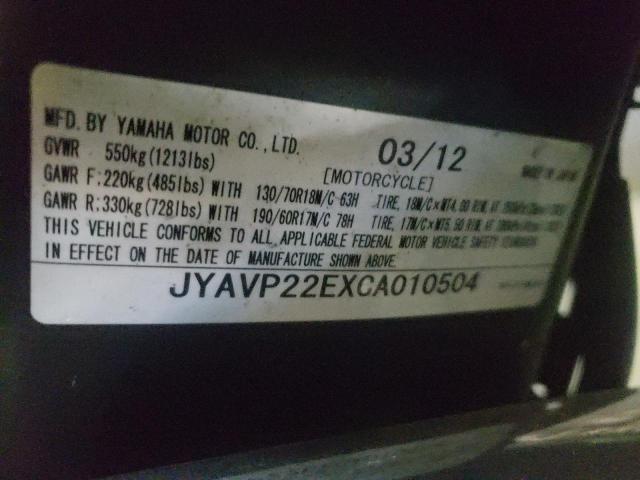 MFD. BY YAMAHA MOTOR CO., LTD. 03/12 MADE IN JAPAN
GVWR 550kg(1213lbs) [MOTORCYCLE]
GAWR F: 220kg(485lbs) WITH 130/70R18M/C 63H TIRE, 18M/C×MT4.00 RIM, AT
GAWR R: 330kg(728lbs) WITH 190/60R17M/C 78H TIRE, 17M/C×MT5.50 RIM, AT
THIS VEHICLE CONFORMS TO ALL APPLICABLE FEDERAL MOTOR VEHICLE SAFETY STANDARDS
IN EFFECT ON THE DATE OF MANUFACTURE SHOWN ABOVE.
JYAVP22EXCA010504